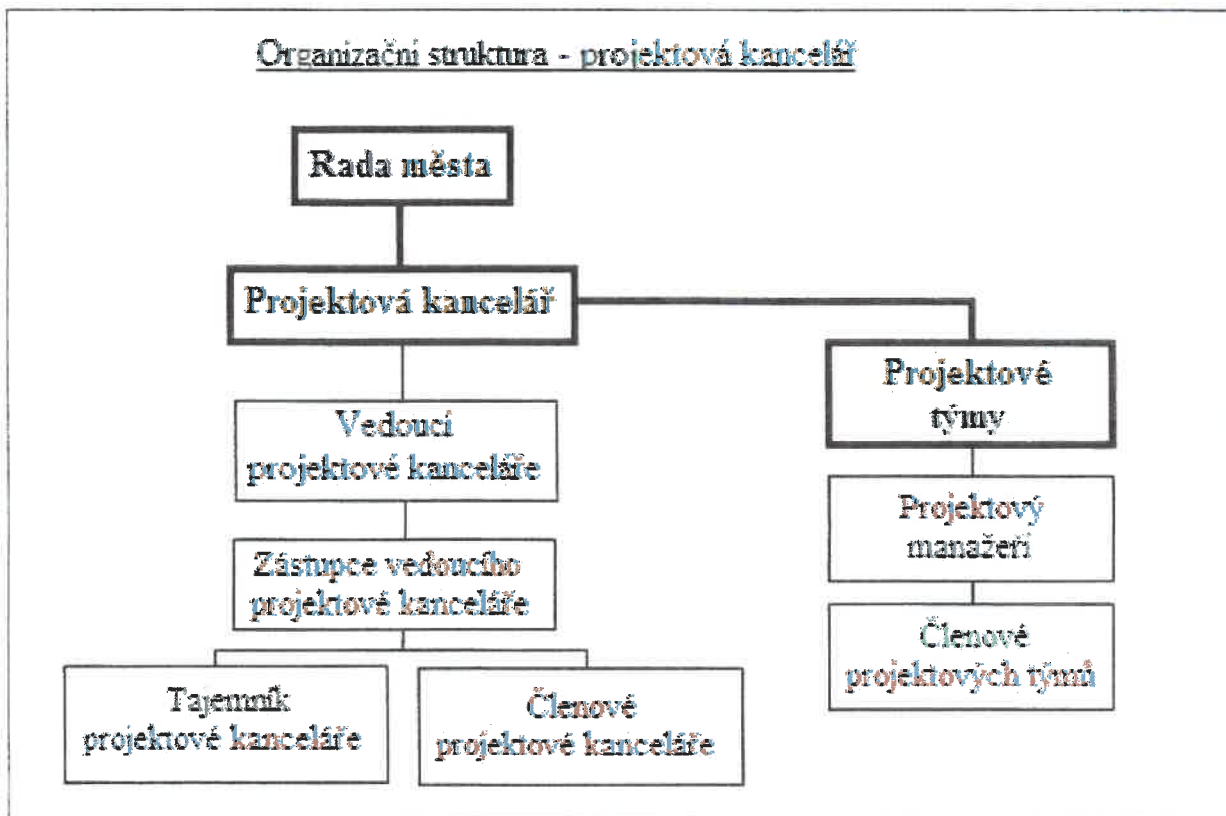 Organizační struktura - projektová kancelář
Rada města
Projektová kancelář
Projektové
týmy
Vedoucí
projektové kanceláře
Projektový
manažeří
Zástupce vedoucího
projektové kanceláře
Členové
projektových týmů
Tajemník
projektové kanceláře
Členové
projektové kanceláře